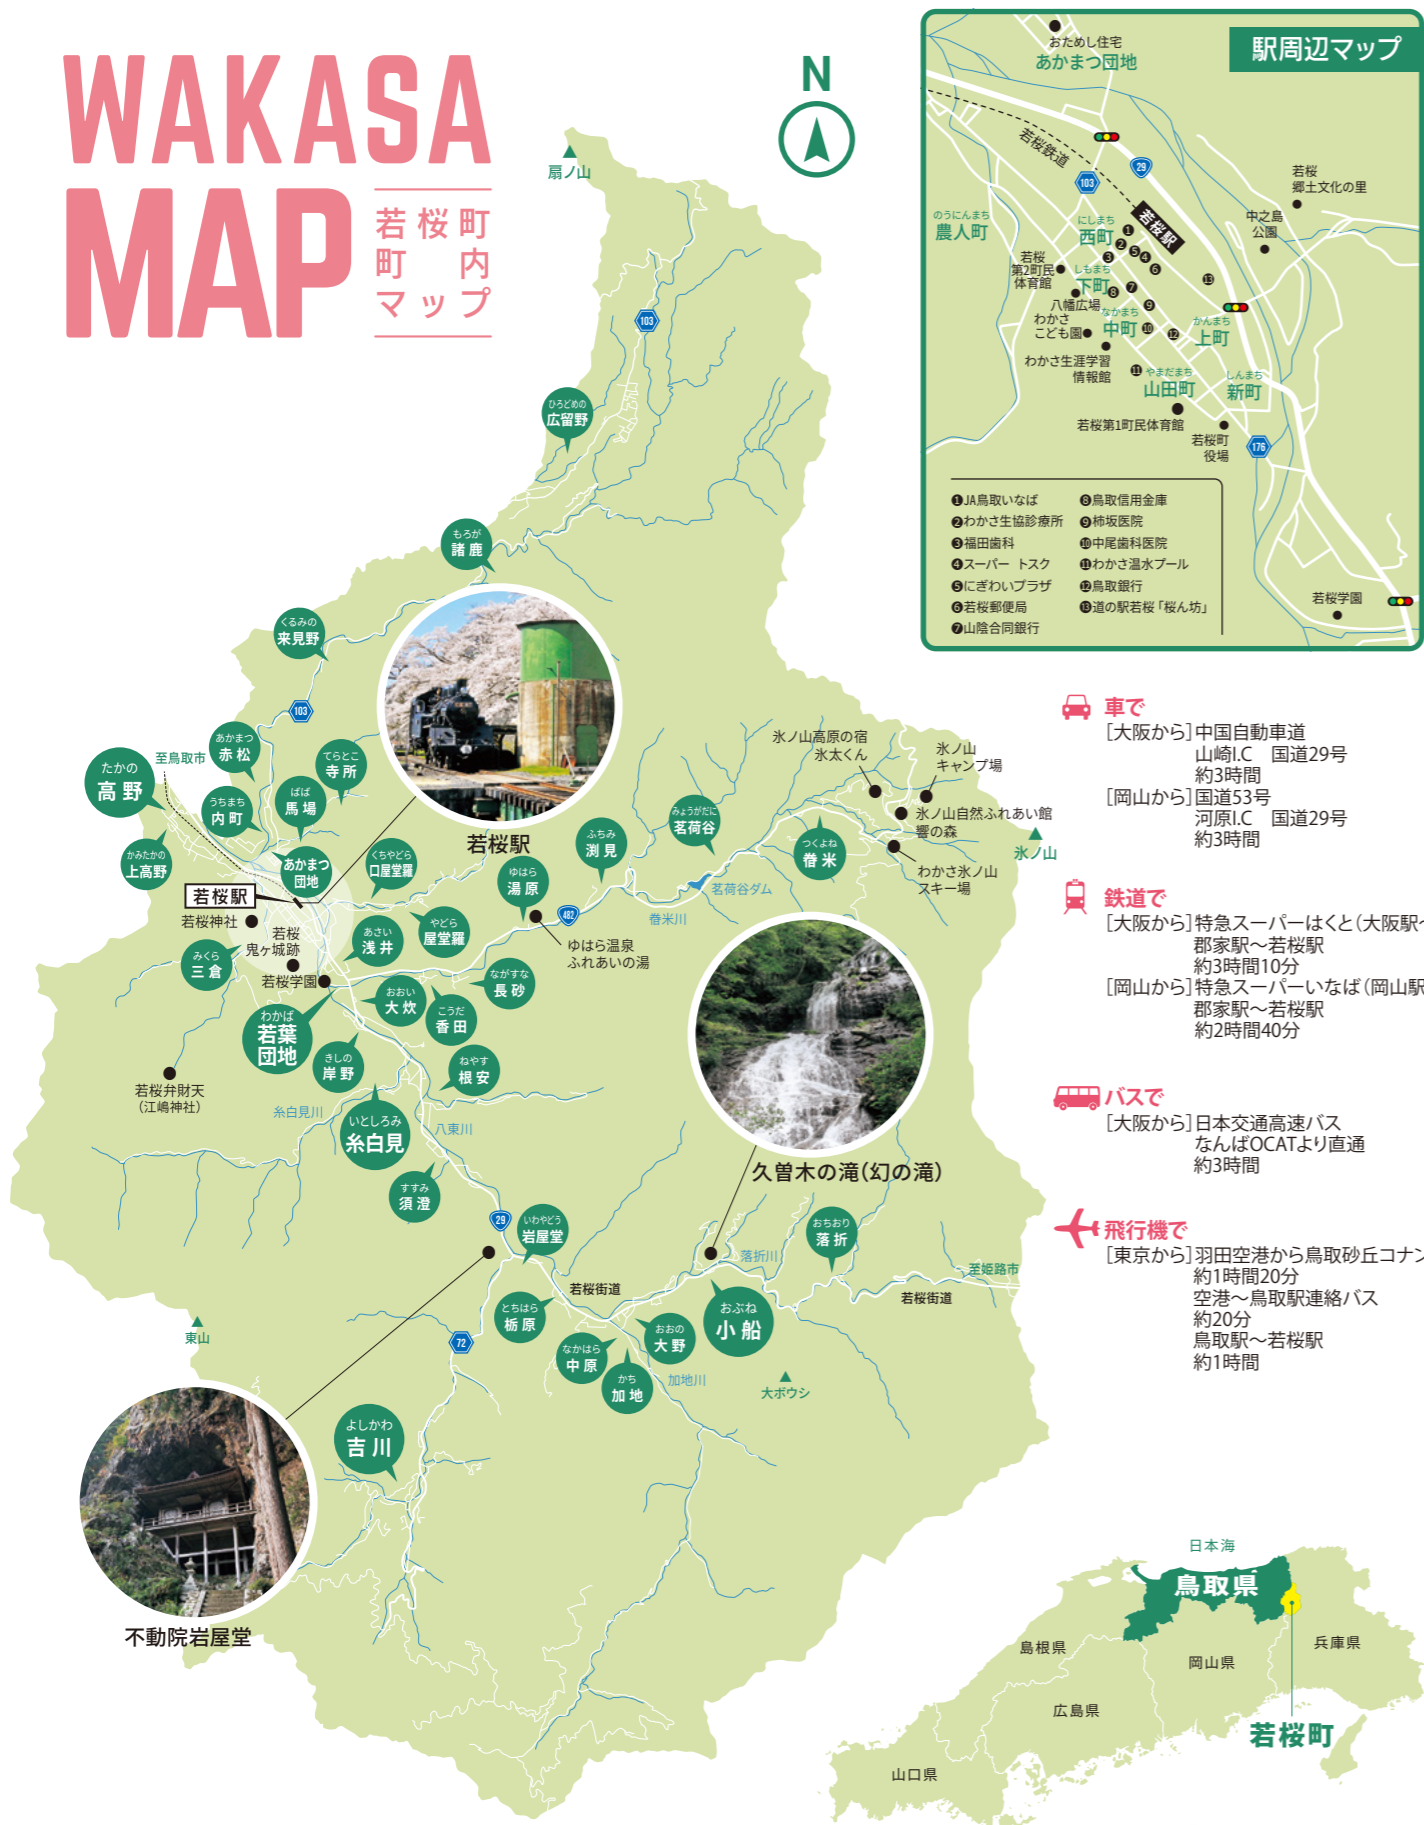 WAKASA
MAP
若桜町
町内
マップ
N
扇ノ山
103
ひろどめの
広留野
もろが
諸鹿
くるみの
来見野
103
あかまつ
赤松
至鳥取市
たかの
高野
てらとこ
寺所
うちまち
内町
ばば
馬場
かみたかの
上高野
あかまつ
団地
くちやどら
口屋堂羅
若桜駅
若桜駅
若桜神社
若桜
鬼ヶ城跡
みくら
三倉
若桜学園
あさい
浅井
やどら
屋堂羅
ゆはら
湯原
ふちみ
渕見
みょうがだに
茗荷谷
茗荷谷ダム
482
舂米川
ゆはら温泉
ふれあいの湯
つくよね
舂米
氷ノ山高原の宿
氷太くん
氷ノ山
キャンプ場
氷ノ山自然ふれあい館
響の森
わかさ氷ノ山
スキー場
氷ノ山
ながすな
長砂
おおい
大炊
こうだ
香田
わかば
若葉
団地
きしの
岸野
ねやす
根安
若桜弁財天
（江嶋神社）
糸白見川
いとしろみ
糸白見
八東川
すすみ
須澄
久曽木の滝（幻の滝）
29
いわやどう
岩屋堂
おちおり
落折
落折川
至姫路市
若桜街道
若桜街道
とちはら
栃原
おぶね
小船
おおの
大野
なかはら
中原
かち
加地
加地川
大ボウシ
東山
72
よしかわ
吉川
不動院岩屋堂
駅周辺マップ
おためし住宅
あかまつ団地
若桜鉄道
29
103
若桜
郷土文化の里
中之島
公園
のうにんまち
農人町
にしまち
西町
若桜駅
❶
❷
❸
❺
❹
❻
⓭
若桜
第2町民
体育館
しもまち
下町
❽
❼
❾
八幡広場
わかさ
こども園
なかまち
中町
❿
⓬
かんまち
上町
わかさ生涯学習
情報館
⓫
やまだまち
山田町
しんまち
新町
若桜第1町民体育館
若桜町
役場
176
若桜学園
❶JA鳥取いなば
❷わかさ生協診療所
❸福田歯科
❹スーパー トスク
❺にぎわいプラザ
❻若桜郵便局
❼山陰合同銀行
❽鳥取信用金庫
❾柿坂医院
❿中尾歯科医院
⓫わかさ温水プール
⓬鳥取銀行
⓭道の駅若桜「桜ん坊」
車で
［大阪から］中国自動車道
山崎I.C 国道29号
約3時間
［岡山から］国道53号
河原I.C 国道29号
約3時間
鉄道で
［大阪から］特急スーパーはくと（大阪駅～
郡家駅～若桜駅
約3時間10分
［岡山から］特急スーパーいなば（岡山駅
郡家駅～若桜駅
約2時間40分
バスで
［大阪から］日本交通高速バス
なんばOCATより直通
約3時間
飛行機で
［東京から］羽田空港から鳥取砂丘コナン
約1時間20分
空港～鳥取駅連絡バス
約20分
鳥取駅～若桜駅
約1時間
日本海
鳥取県
島根県
岡山県
兵庫県
広島県
山口県
若桜町